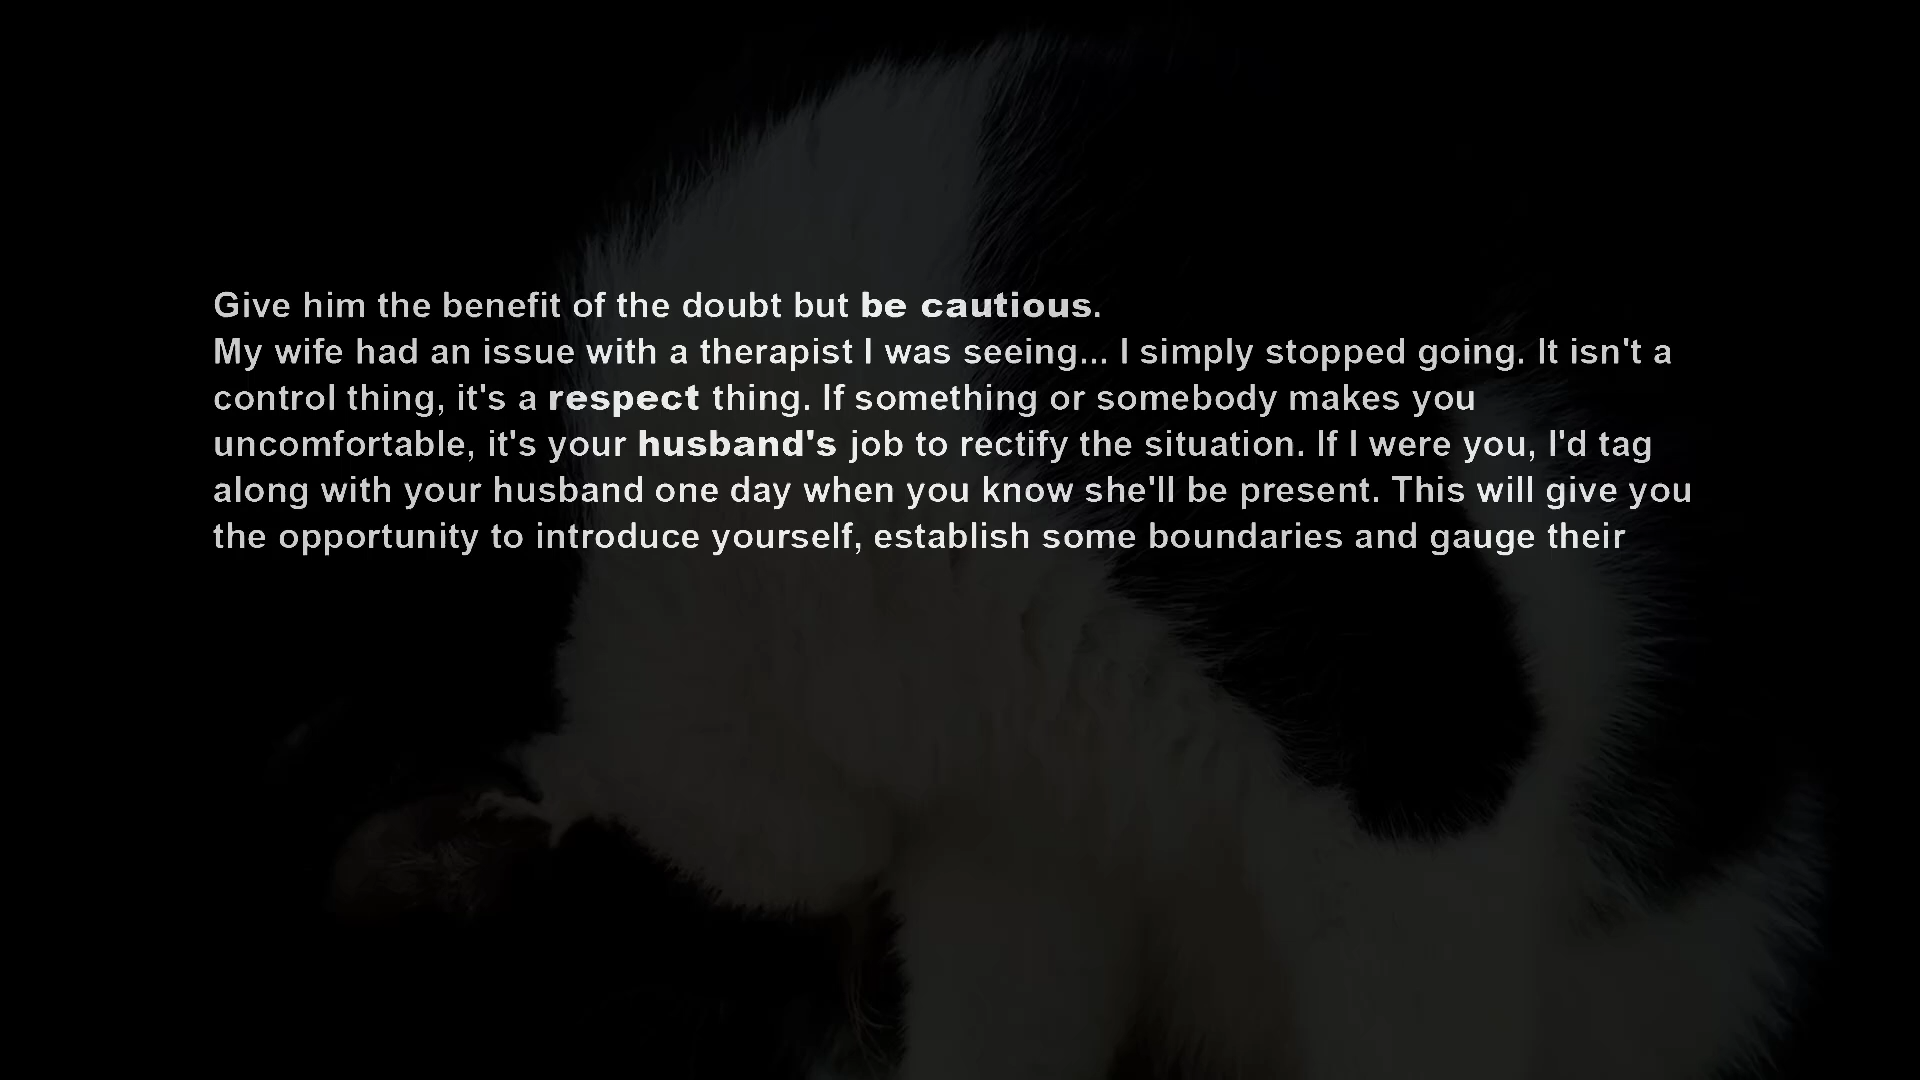 Give him the benefit of the doubt but be cautious.
My wife had an issue with a therapist I was seeing... I simply stopped going. It isn't a
control thing, it's a respect thing. If something or somebody makes you
uncomfortable, it's your husband's job to rectify the situation. If I were you, I'd tag
along with your husband one day when you know she'll be present. This will give you
the opportunity to introduce yourself, establish some boundaries and gauge their